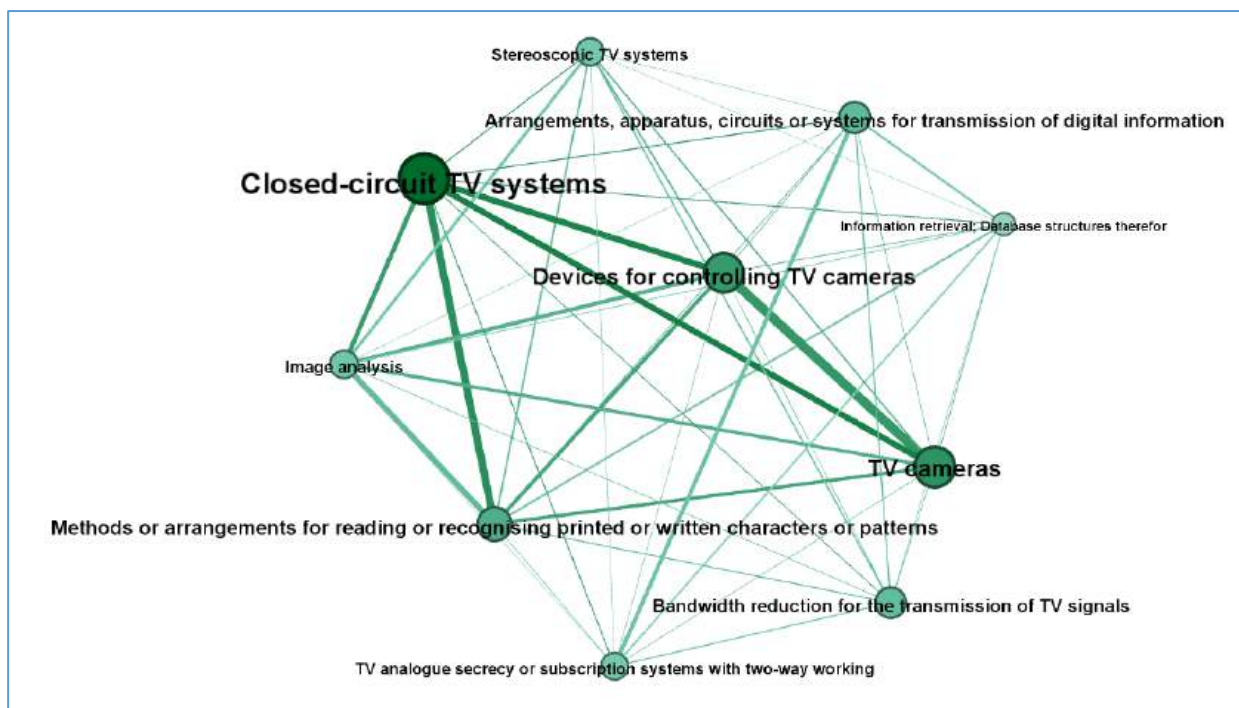 Stereoscopic TV systems
Arrangements, apparatus, circuits or systems for transmission of digital information
Closed-circuit TV systems
Information retrieval; Database structures therefor
Devices for controlling TV cameras
Image analysis
TV cameras
Methods or arrangements for reading or recognising printed or written characters or patterns
Bandwidth reduction for the transmission of TV signals
TV analogue secrecy or subscription systems with two-way working